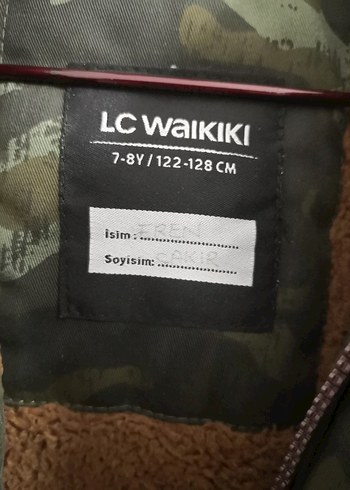 LC WAIKIKI
7-8Y / 122-128 CM
İsim : EREN
Soyisim: ÇAKIR